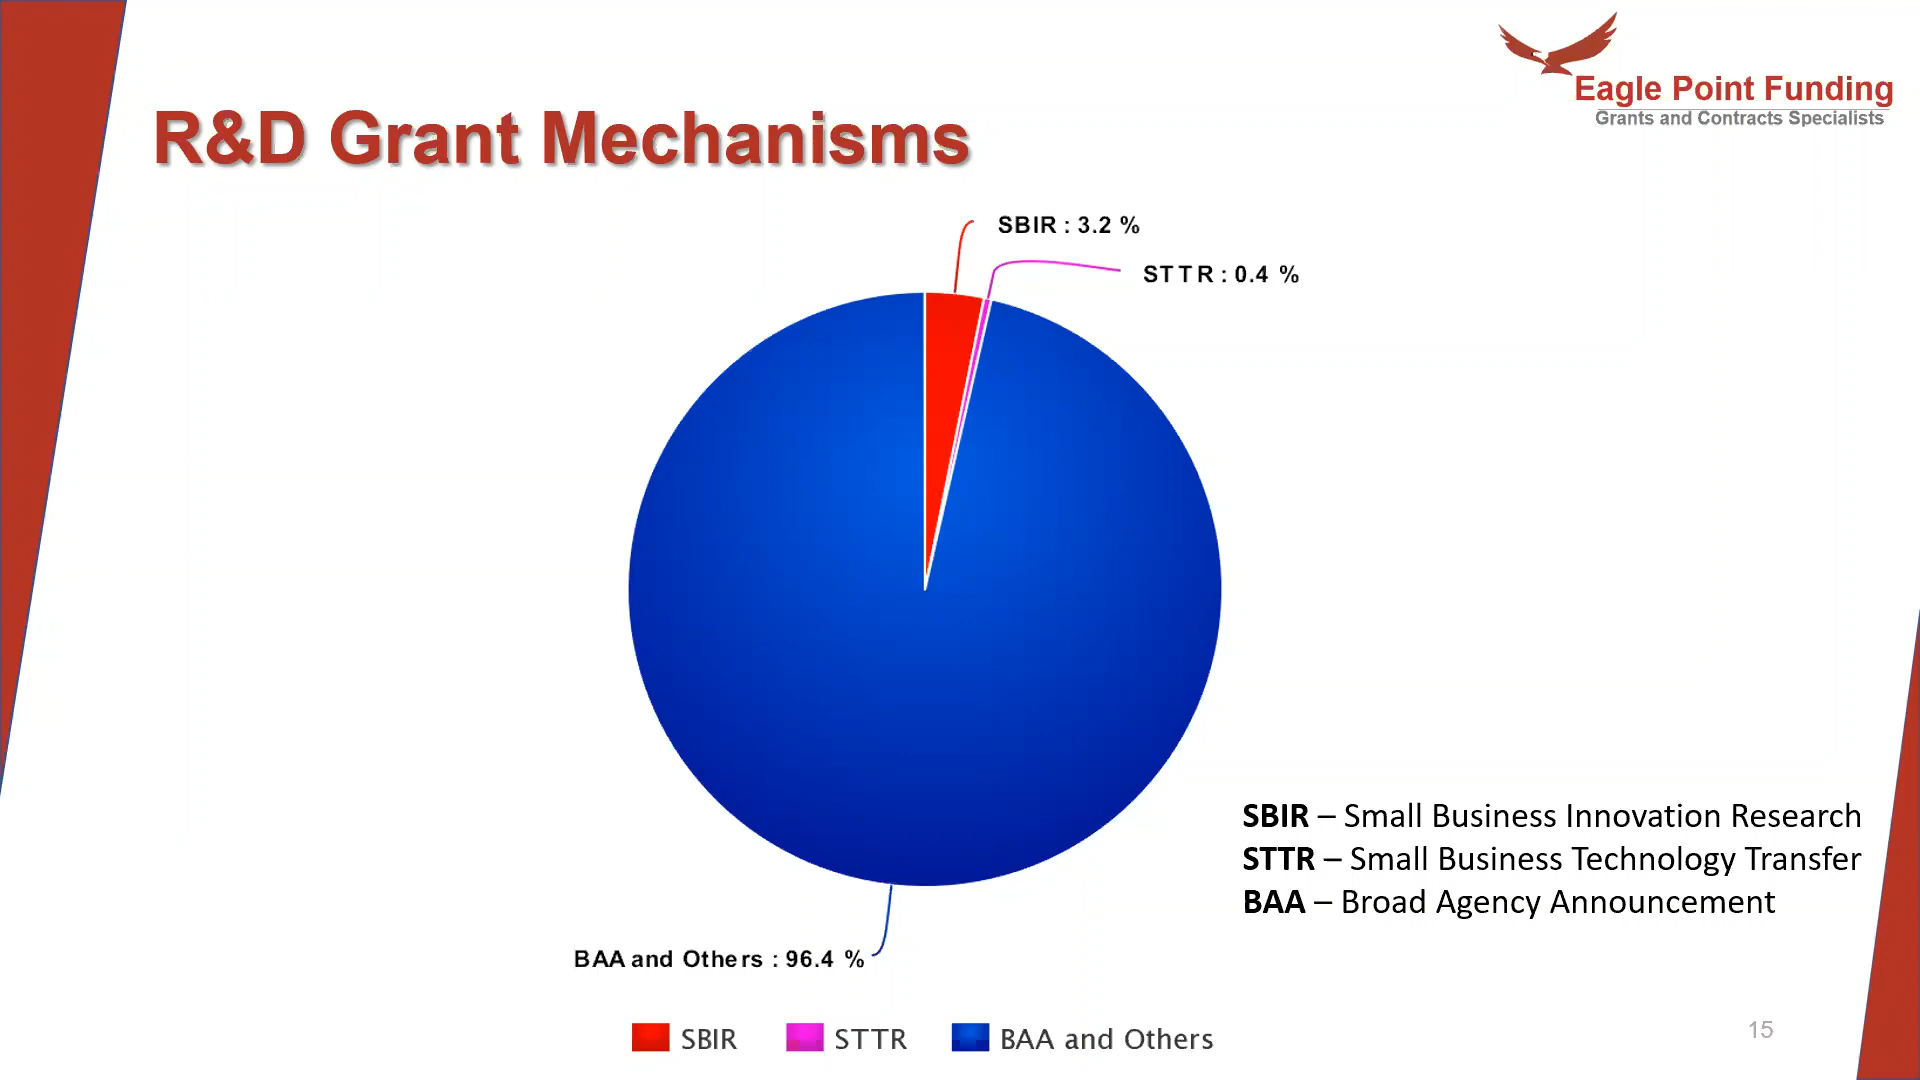 Eagle Point Funding
Grants and Contracts Specialists
R&D Grant Mechanisms
SBIR : 3.2 %
STTR : 0.4 %
SBIR – Small Business Innovation Research
STTR – Small Business Technology Transfer
BAA – Broad Agency Announcement
BAA and Others : 96.4 %
SBIR STTR BAA and Others
15